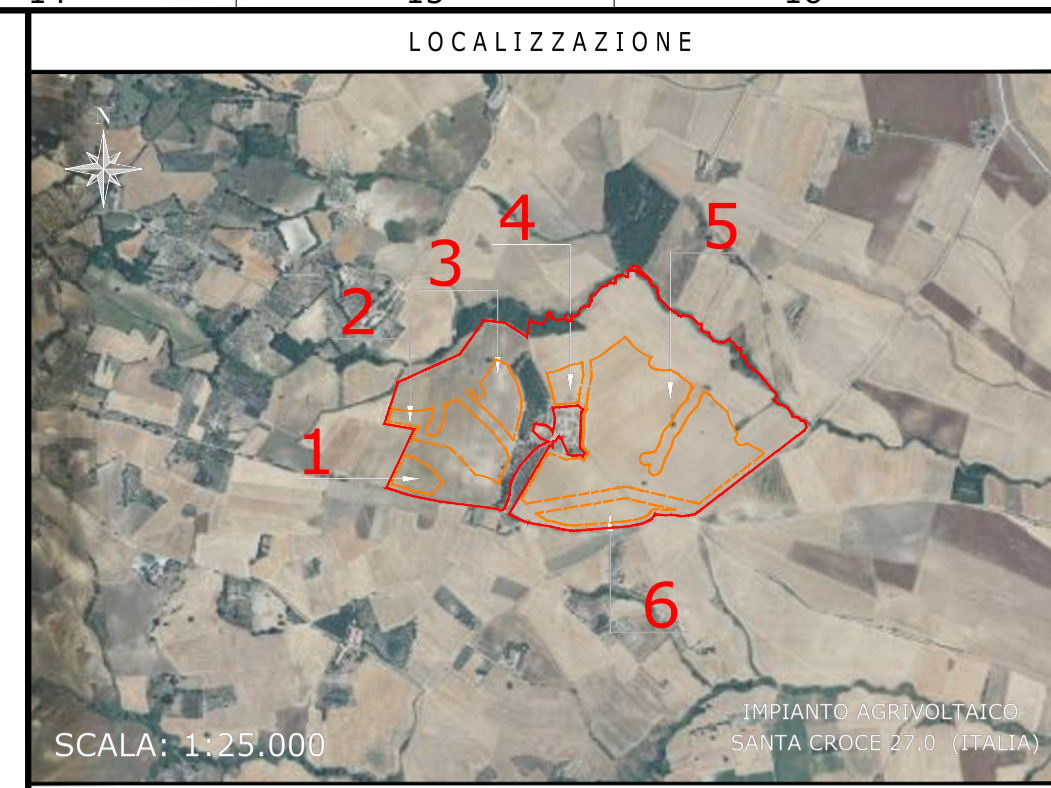 LOCALIZZAZIONE
N
4
5
3
2
1
6
IMPIANTO AGRIVOLTAICO
SCALA: 1:25.000
SANTA CROCE 27.0 (ITALIA)